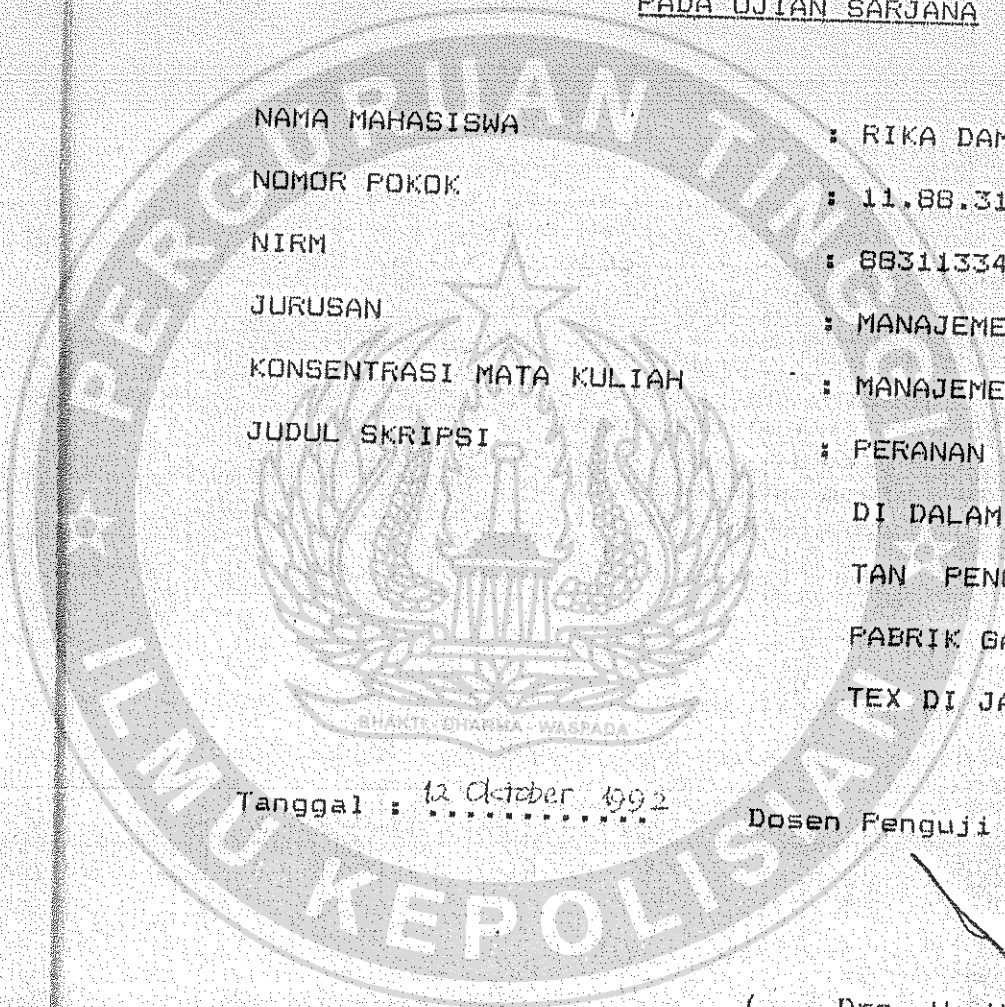 PADA UJIAN SARJANA
NAMA MAHASISWA : RIKA DAM
NOMOR POKOK : 11.88.31
NIRM : 88311334
JURUSAN : MANAJEME
KONSENTRASI MATA KULIAH : MANAJEME
JUDUL SKRIPSI : PERANAN
DI DALAM
TAN PEN
PABRIK GA
TEX DI JA
Tanggal : 12 Oktober 1992
Dosen Penguji
( Drs.
PERGURUAN TINGGI
ILMU KEPOLISIAN
BHAKTI - DHARMA - WASPADA